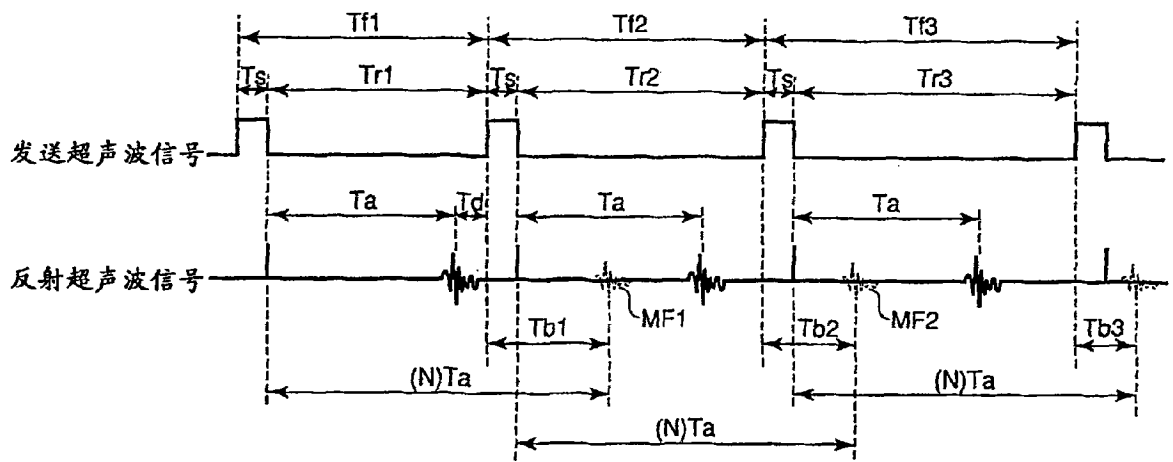 Tf1 Tf2 Tf3
Ts Tr1 Ts Tr2 Ts Tr3
发送超声波信号
Ta Td Ta Ta
反射超声波信号
MF1 MF2
Tb1 Tb2 Tb3
(N)Ta (N)Ta
(N)Ta